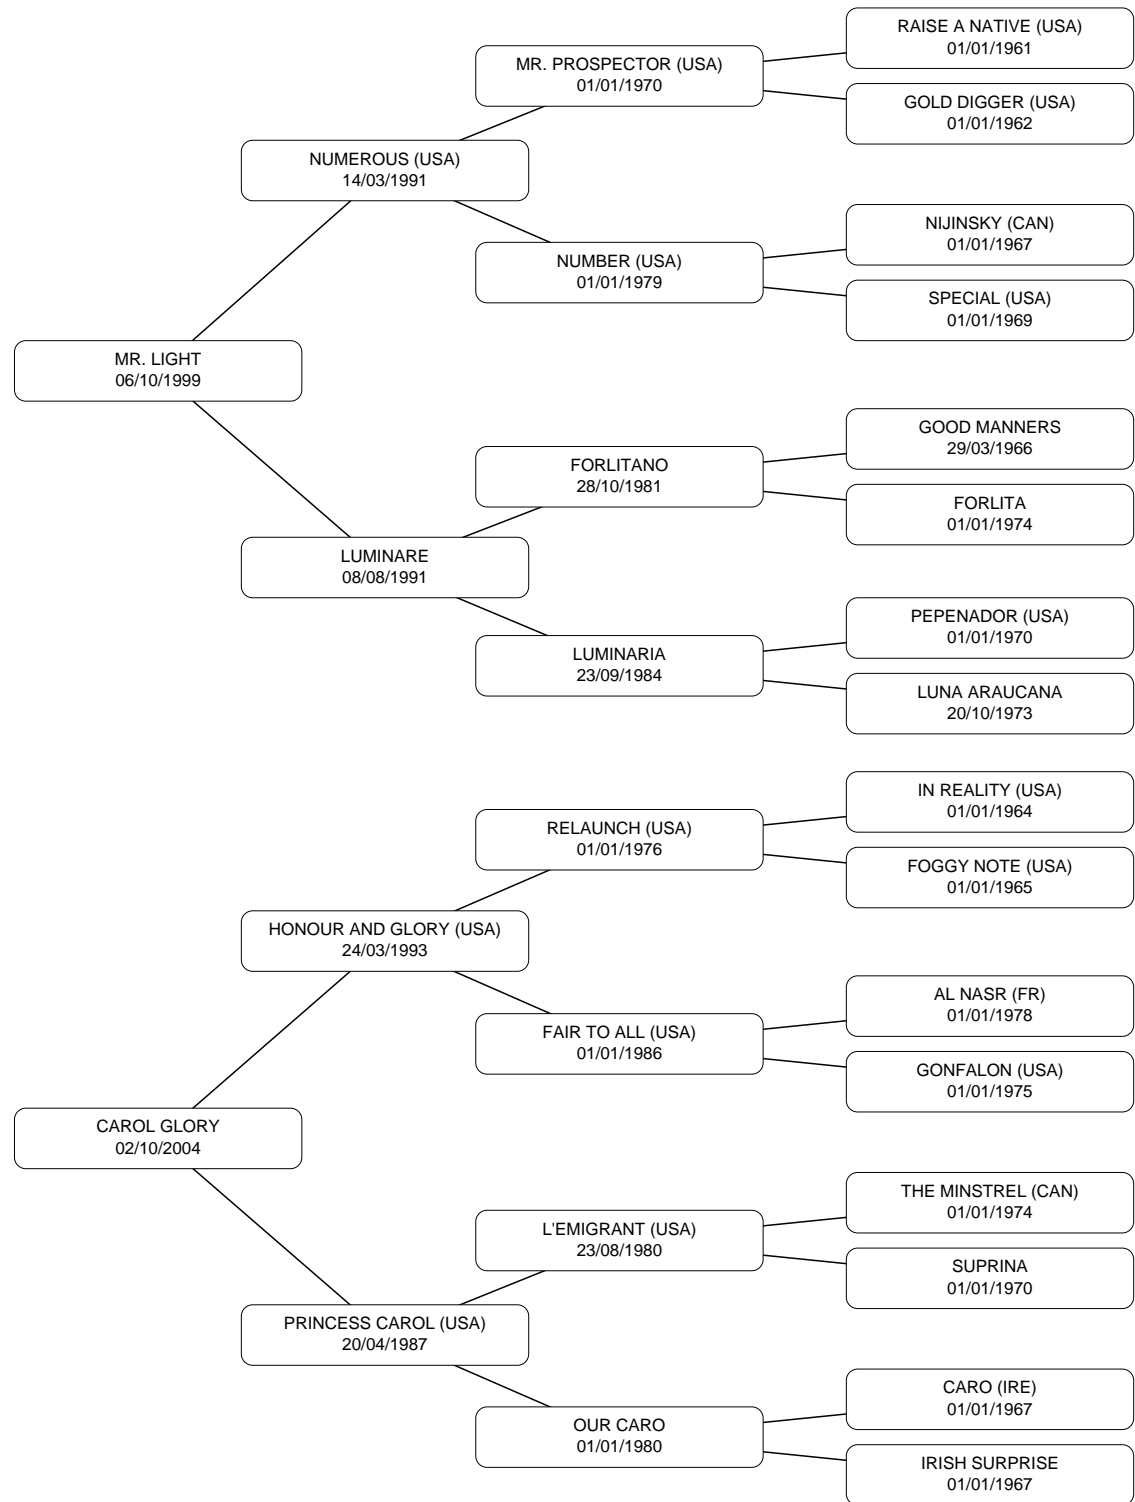 RAISE A NATIVE (USA)
01/01/1961
MR. PROSPECTOR (USA)
01/01/1970
GOLD DIGGER (USA)
01/01/1962
NUMEROUS (USA)
14/03/1991
NIJINSKY (CAN)
01/01/1967
NUMBER (USA)
01/01/1979
SPECIAL (USA)
01/01/1969
MR. LIGHT
06/10/1999
GOOD MANNERS
29/03/1966
FORLITANO
28/10/1981
FORLITA
01/01/1974
LUMINARE
08/08/1991
PEPENADOR (USA)
01/01/1970
LUMINARIA
23/09/1984
LUNA ARAUCANA
20/10/1973
IN REALITY (USA)
01/01/1964
RELAUNCH (USA)
01/01/1976
FOGGY NOTE (USA)
01/01/1965
HONOUR AND GLORY (USA)
24/03/1993
AL NASR (FR)
01/01/1978
FAIR TO ALL (USA)
01/01/1986
GONFALON (USA)
01/01/1975
CAROL GLORY
02/10/2004
THE MINSTREL (CAN)
01/01/1974
L'EMIGRANT (USA)
23/08/1980
SUPRINA
01/01/1970
PRINCESS CAROL (USA)
20/04/1987
CARO (IRE)
01/01/1967
OUR CARO
01/01/1980
IRISH SURPRISE
01/01/1967